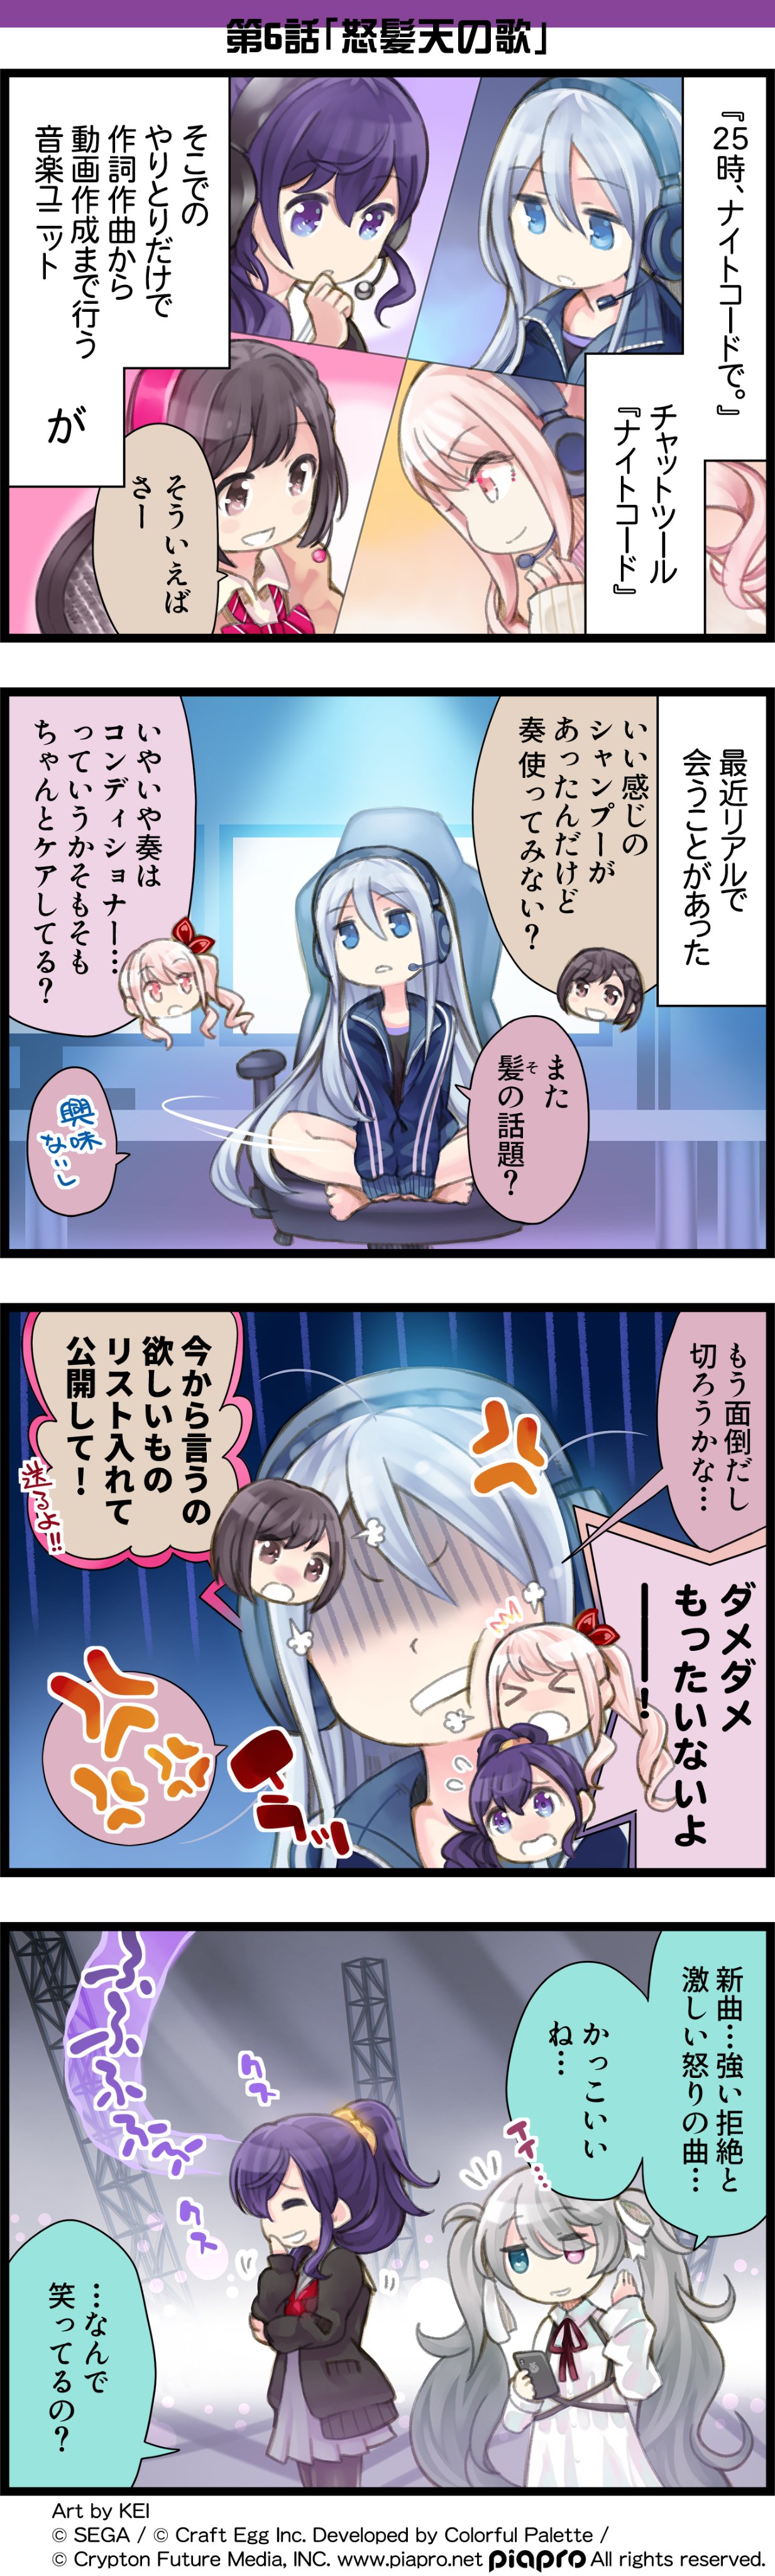 第6話「怒髪天の歌」
『25時、ナイトコードで。』
チャットツール
『ナイトコード』
そこでの
やりとりだけで
作詞作曲から
動画作成まで行う
音楽ユニット
が
そういえば
さー
最近リアルで
会うことがあった
いい感じの
シャンプーが
あったんだけど
奏 使ってみない？
いやいや奏は
コンディショナー…
っていうかそもそも
ちゃんとケアしてる？
また
髪の話題？
そ
興味
ないし
もう面倒だし
切ろうかな…
ダメダメ
もったいないよ
――！
今から言うの
欲しいもの
リスト入れて
公開して！
送るよ!!
イラッ
新曲…強い拒絶と
激しい怒りの曲…
かっこいい
ね…
テテ…
ふふふふふ
クス
クス
…なんで
笑ってるの？
Art by KEI
© SEGA / © Craft Egg Inc. Developed by Colorful Palette /
© Crypton Future Media, INC. www.piapro.net piapro All rights reserved.